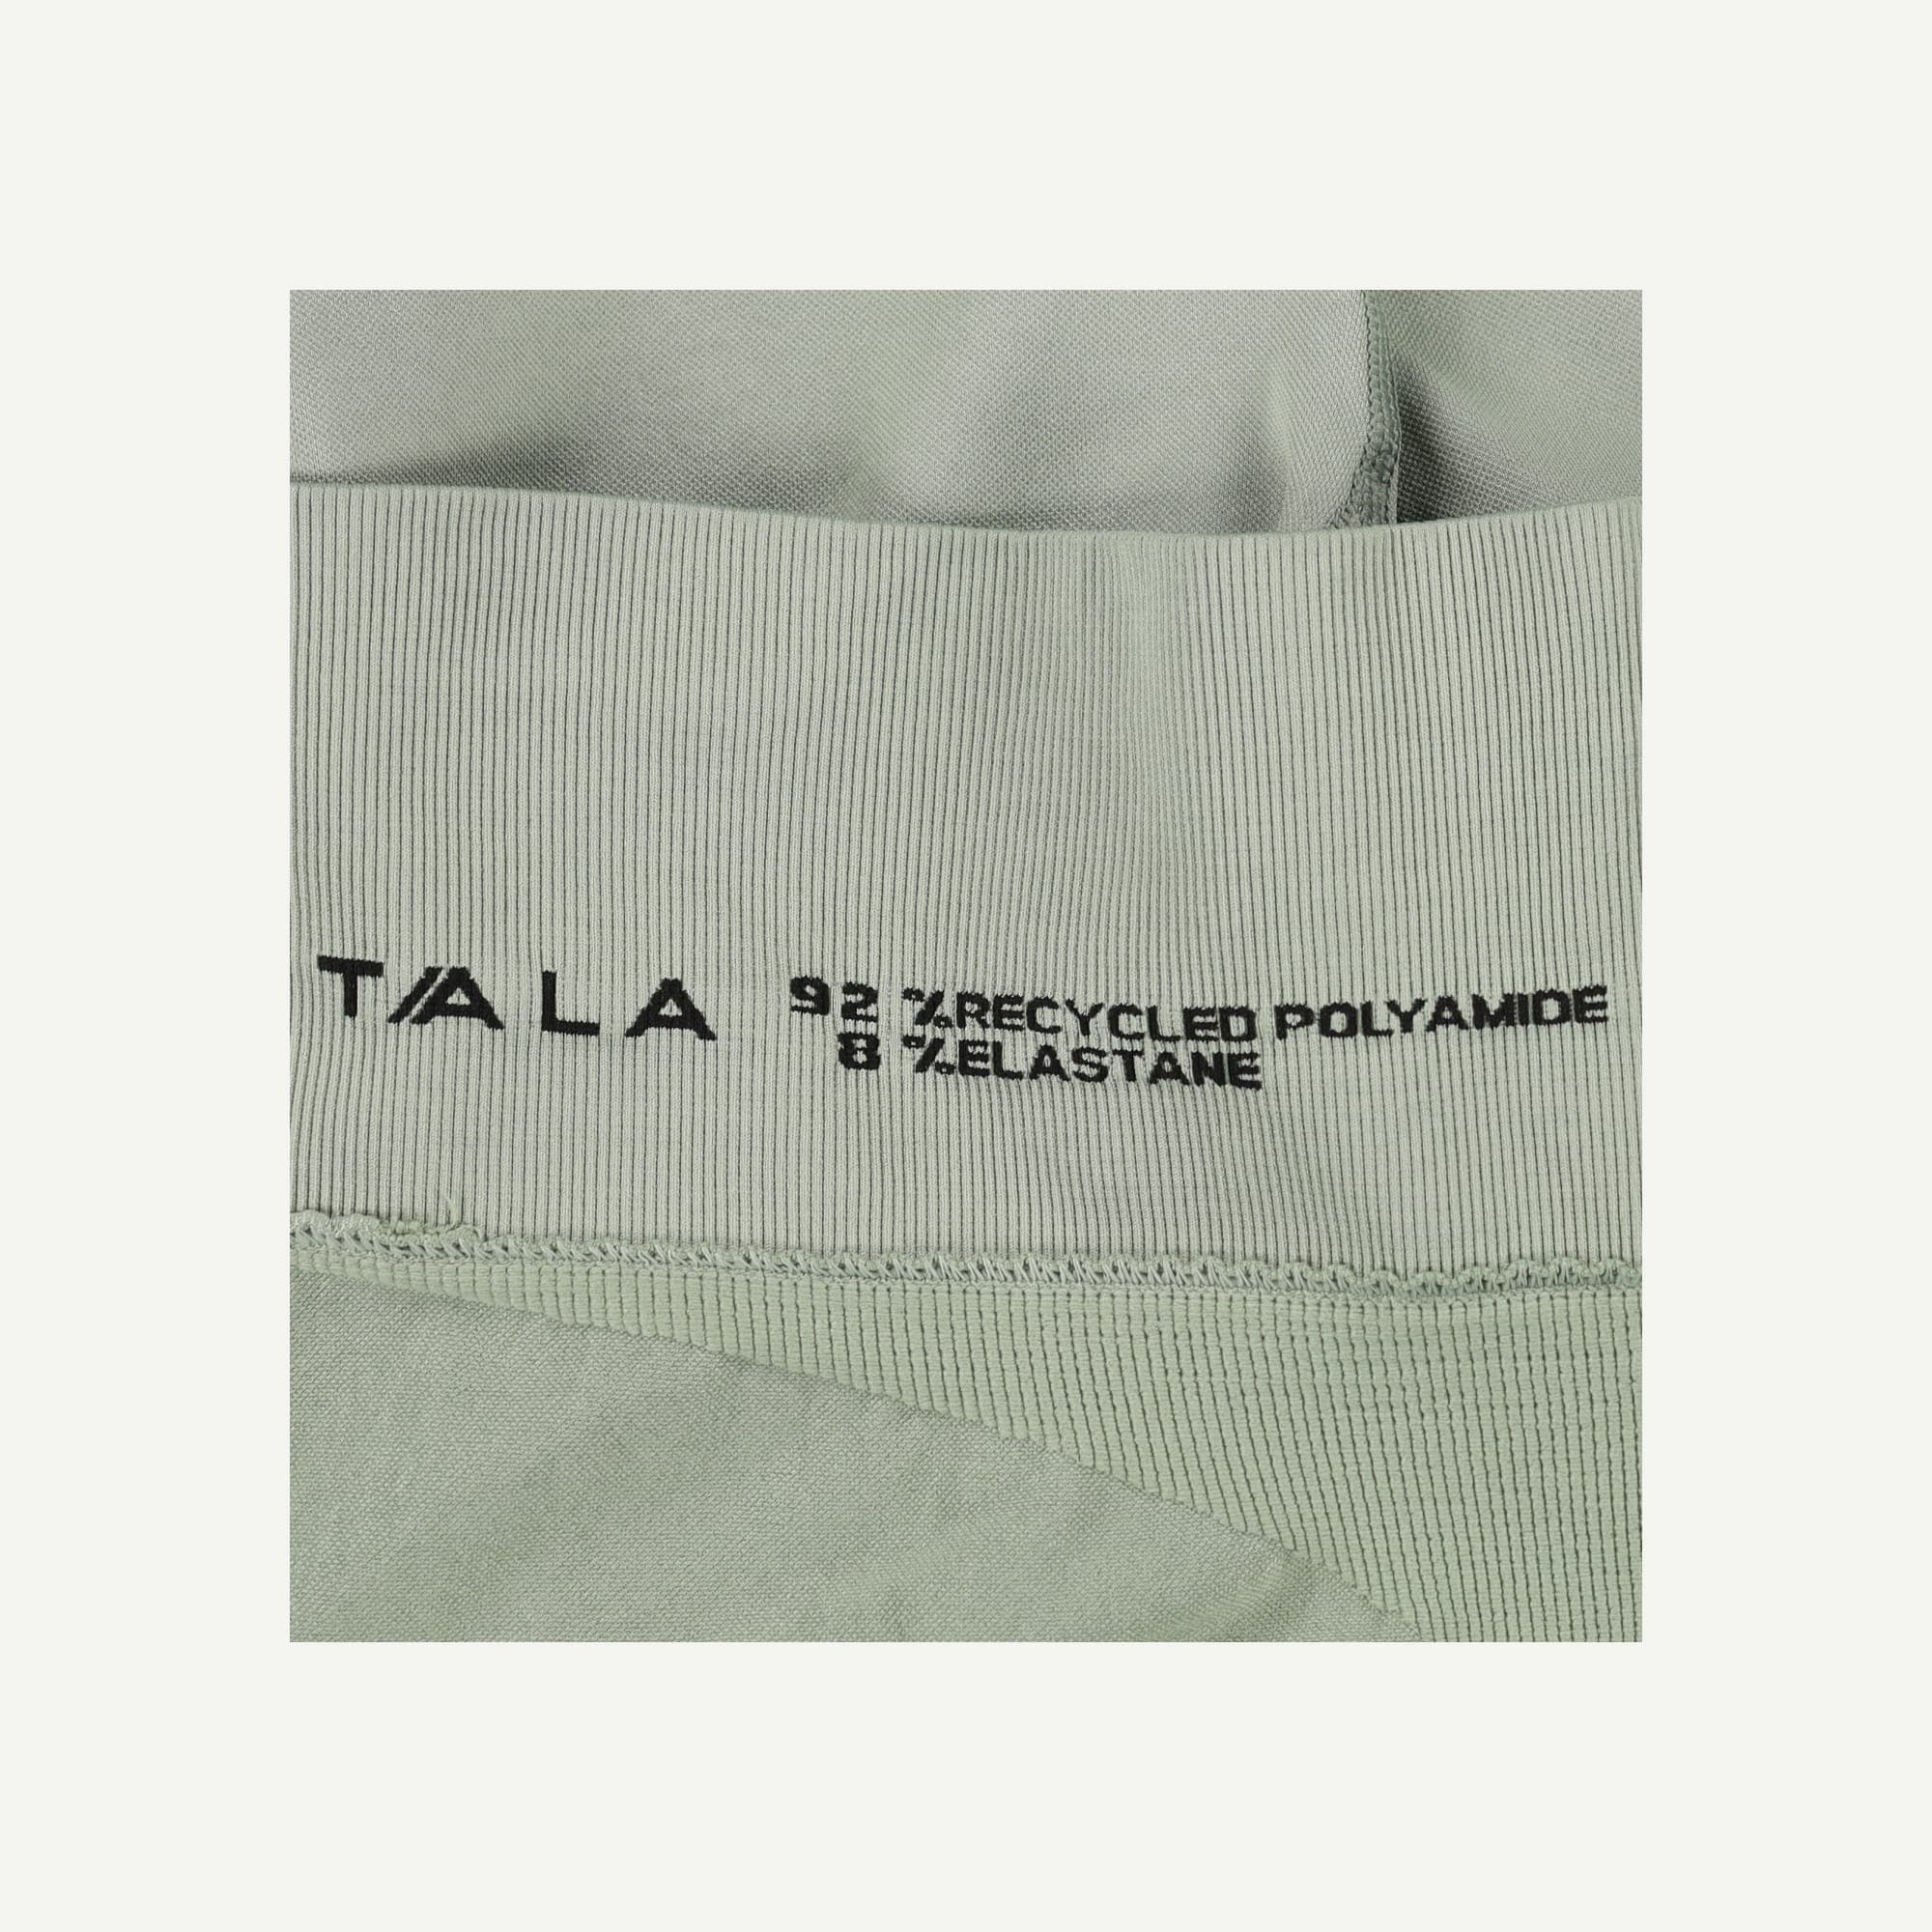 TALA
92 %RECYCLED POLYAMIDE
8 %ELASTANE